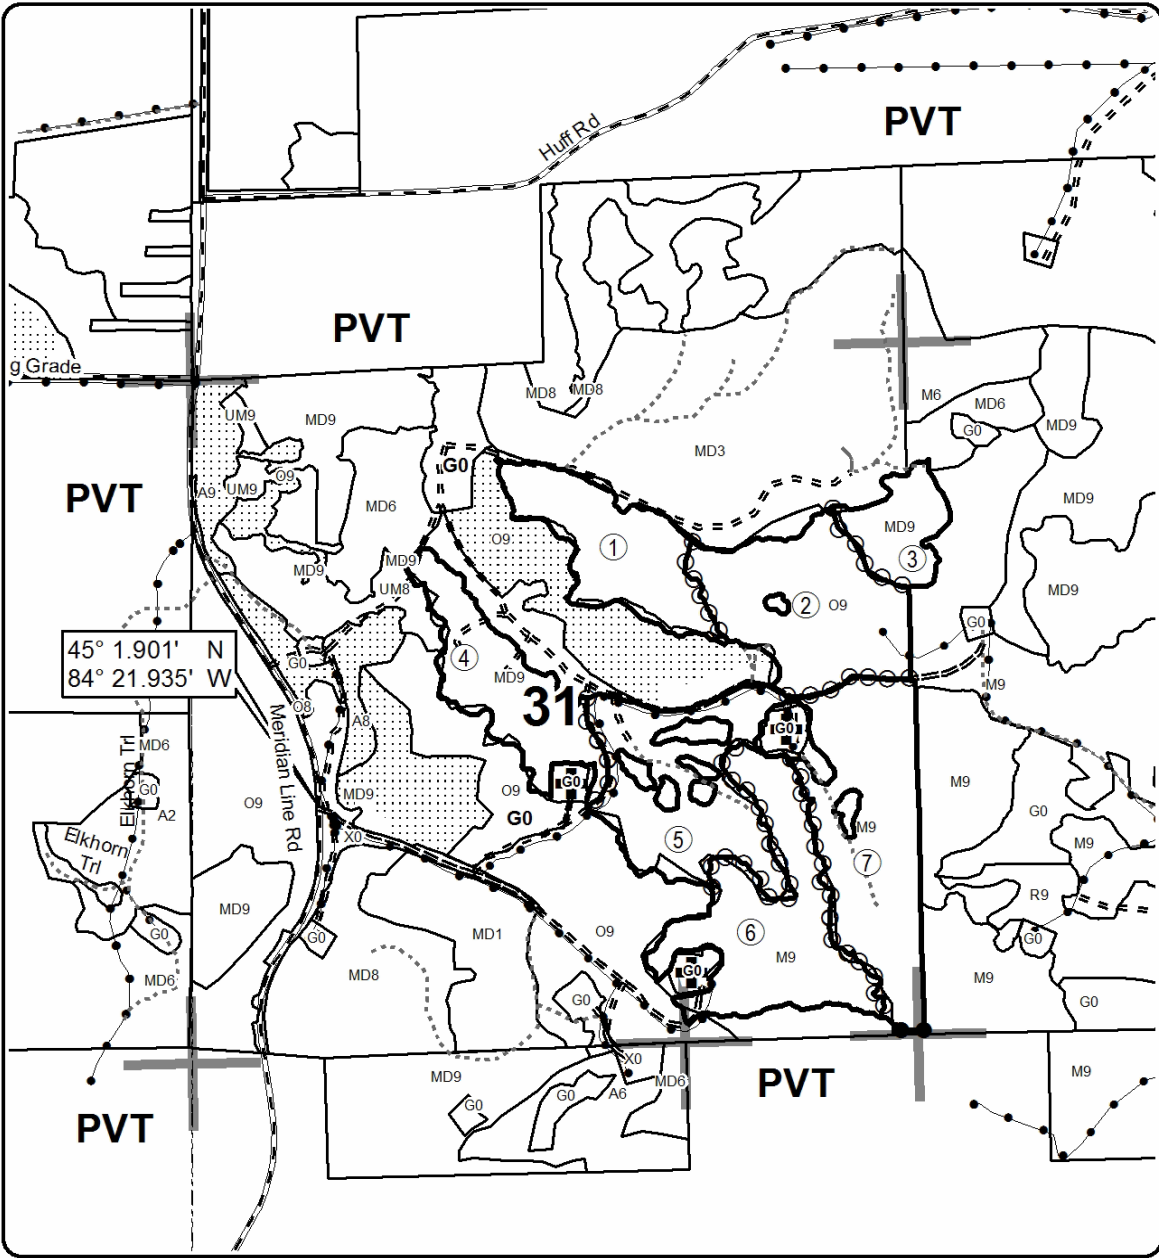 PVT
Huff Rd
PVT
g Grade
MD8
MD8
M6
MD6
UM9
MD9
G0
MD9
MD3
G0
PVT
O9
A9
UM9
MD6
MD9
MD9
O9
1
3
MD9
MD9
UM8
MD9
2
O9
G0
45° 1.901' N
84° 21.935' W
G0
4
MD9
M9
31
O8
A8
G0
Meridian Line Rd
Elkhorn Trl
MD6
G0
A2
O9
MD9
O9
G0
G0
M9
G0
X0
5
M9
M9
Elkhorn
Trl
7
R9
MD9
G0
MD1
O9
6
G0
G0
MD8
M9
G0
M9
MD6
G0
G0
X0
MD9
MD6
PVT
M9
G0
G0
A6
PVT